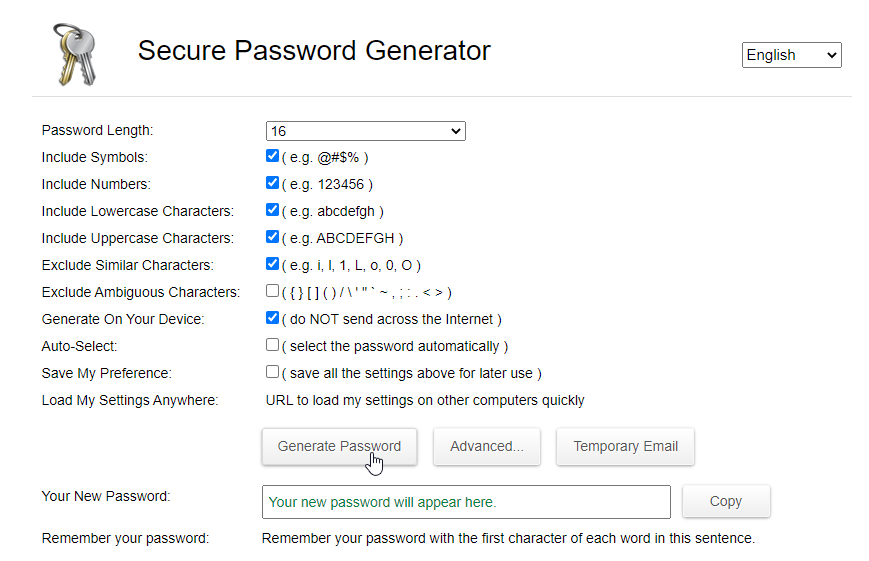 Secure Password Generator
English
Password Length: 16
Include Symbols: ( e.g. @#$% )
Include Numbers: ( e.g. 123456 )
Include Lowercase Characters: ( e.g. abcdefgh )
Include Uppercase Characters: ( e.g. ABCDEFGH )
Exclude Similar Characters: ( e.g. i, l, 1, L, o, 0, O )
Exclude Ambiguous Characters: ( { } [ ] ( ) / \ ' " ` ~ , ; : . < > )
Generate On Your Device: ( do NOT send across the Internet )
Auto-Select: ( select the password automatically )
Save My Preference: ( save all the settings above for later use )
Load My Settings Anywhere: URL to load my settings on other computers quickly
Generate Password Advanced... Temporary Email
Your New Password: Your new password will appear here. Copy
Remember your password: Remember your password with the first character of each word in this sentence.